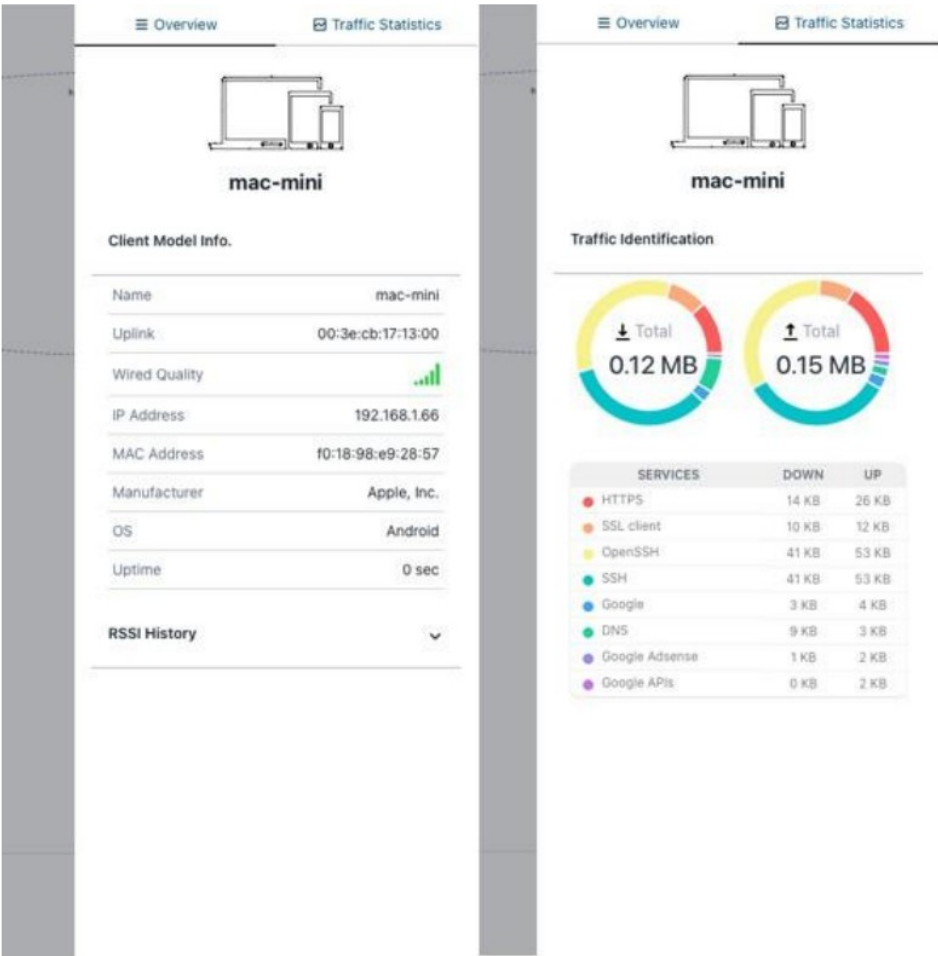 Overview Traffic Statistics
mac-mini
Client Model Info.
Name mac-mini
Uplink 00:3e:cb:17:13:00
Wired Quality
IP Address 192.168.1.66
MAC Address f0:18:98:e9:28:57
Manufacturer Apple, Inc.
OS Android
Uptime 0 sec
RSSI History
Overview Traffic Statistics
mac-mini
Traffic Identification
Total
0.12 MB
Total
0.15 MB
SERVICES DOWN UP
HTTPS 14 KB 26 KB
SSL client 10 KB 12 KB
OpenSSH 41 KB 53 KB
SSH 41 KB 53 KB
Google 3 KB 4 KB
DNS 9 KB 3 KB
Google Adsense 1 KB 2 KB
Google APIs 0 KB 2 KB